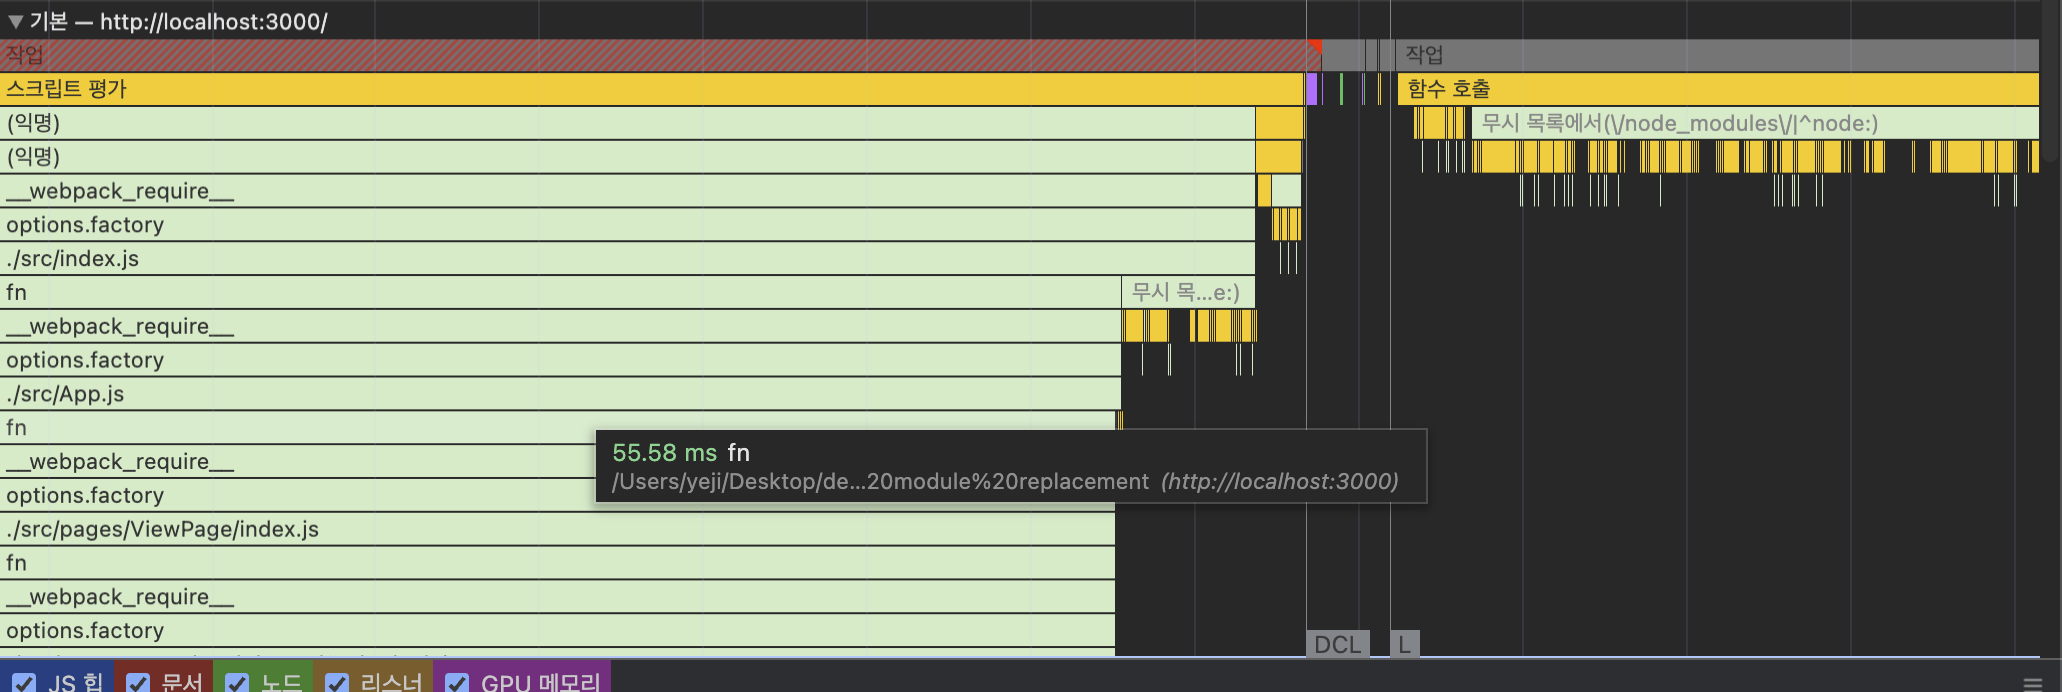 ▼ 기본 — http://localhost:3000/
작업 작업
스크립트 평가 함수 호출
(익명) 무시 목록에서(\/node_modules\/|^node:)
(익명)
__webpack_require__
options.factory
./src/index.js
fn 무시 목...e:)
__webpack_require__
options.factory
./src/App.js
fn
55.58 ms fn
__webpack_require__
/Users/yeji/Desktop/de...20module%20replacement (http://localhost:3000)
options.factory
./src/pages/ViewPage/index.js
fn
__webpack_require__
options.factory
DCL L
JS 힙 문서 노드 리스너 GPU 메모리